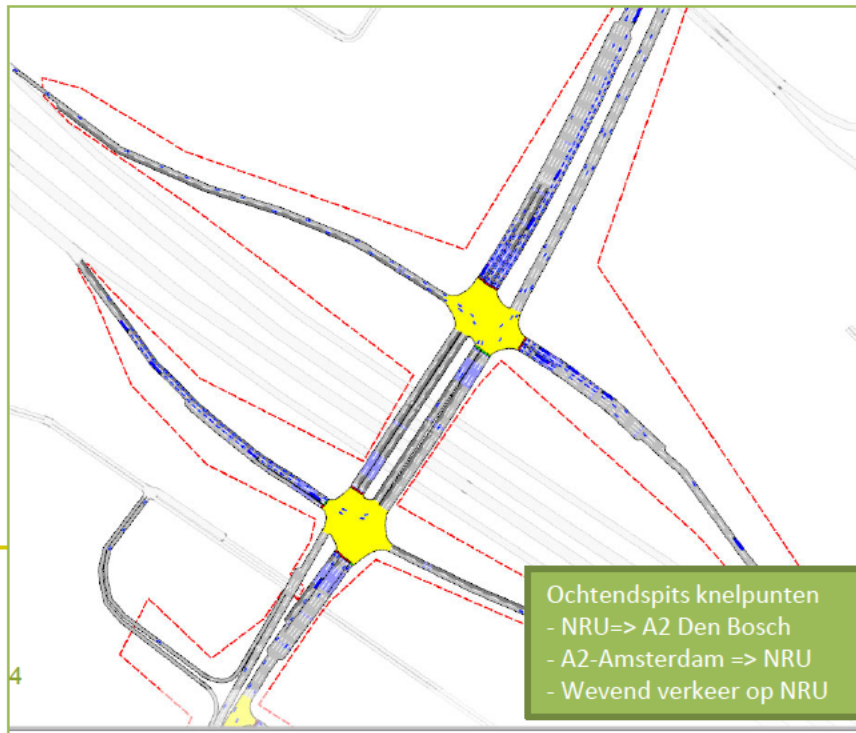 Ochtendspits knelpunten
- NRU=> A2 Den Bosch
- A2-Amsterdam => NRU
- Wevend verkeer op NRU
4